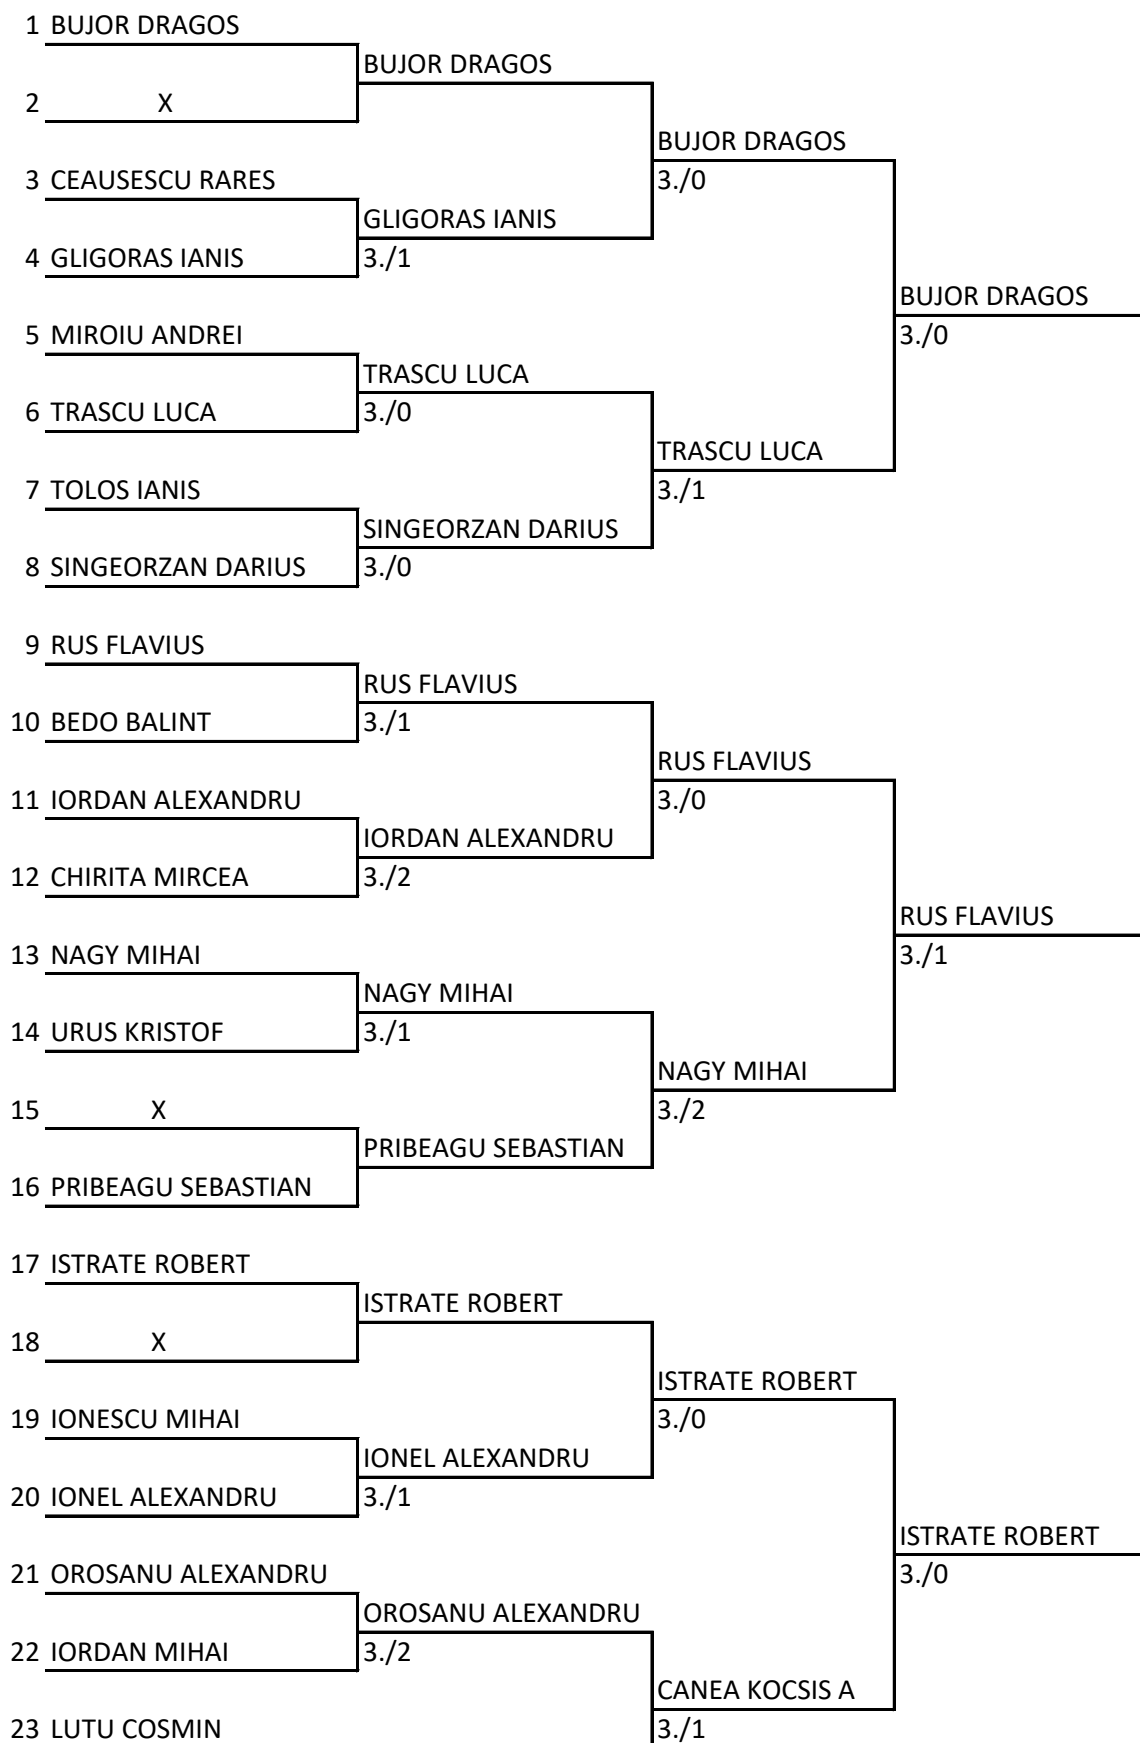 1 BUJOR DRAGOS
BUJOR DRAGOS
2 X
BUJOR DRAGOS
3 CEAUSESCU RARES
3./0
GLIGORAS IANIS
4 GLIGORAS IANIS
3./1
BUJOR DRAGOS
5 MIROIU ANDREI
3./0
TRASCU LUCA
6 TRASCU LUCA
3./0
TRASCU LUCA
7 TOLOS IANIS
3./1
SINGEORZAN DARIUS
8 SINGEORZAN DARIUS
3./0
9 RUS FLAVIUS
RUS FLAVIUS
10 BEDO BALINT
3./1
RUS FLAVIUS
11 IORDAN ALEXANDRU
3./0
IORDAN ALEXANDRU
12 CHIRITA MIRCEA
3./2
RUS FLAVIUS
13 NAGY MIHAI
3./1
NAGY MIHAI
14 URUS KRISTOF
3./1
NAGY MIHAI
15 X
3./2
PRIBEAGU SEBASTIAN
16 PRIBEAGU SEBASTIAN
17 ISTRATE ROBERT
ISTRATE ROBERT
18 X
ISTRATE ROBERT
19 IONESCU MIHAI
3./0
IONEL ALEXANDRU
20 IONEL ALEXANDRU
3./1
ISTRATE ROBERT
21 OROSANU ALEXANDRU
3./0
OROSANU ALEXANDRU
22 IORDAN MIHAI
3./2
CANEA KOCSIS A
23 LUTU COSMIN
3./1